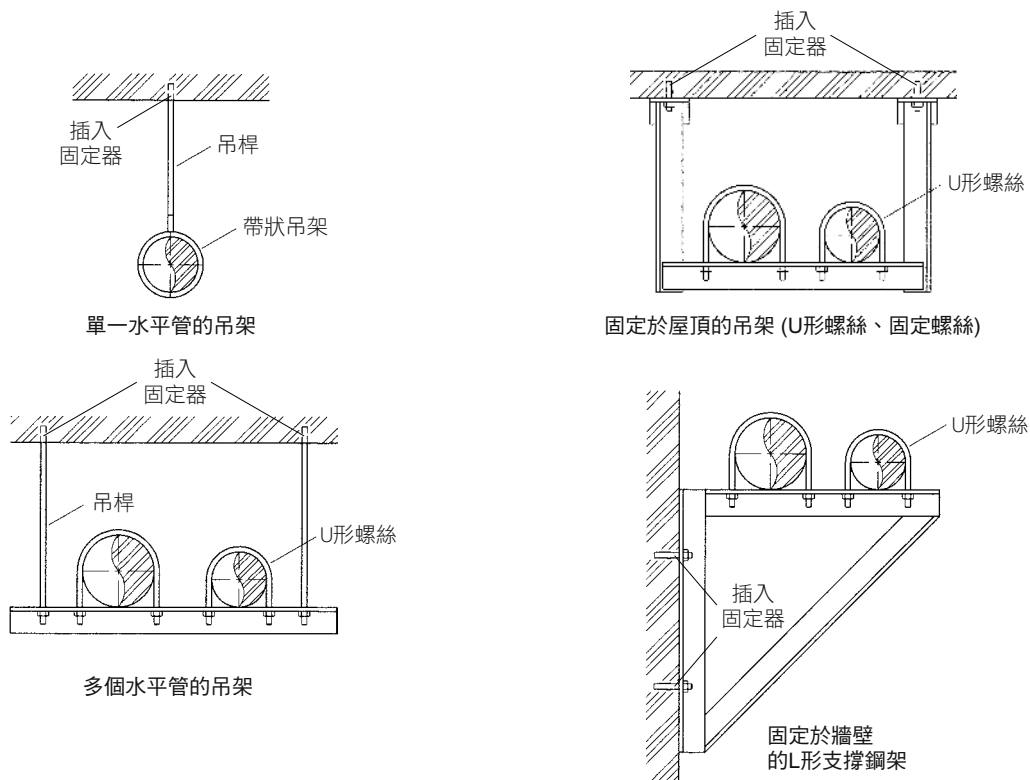 插入
固定器
吊桿
帶狀吊架
單一水平管的吊架
插入
固定器
U形螺絲
固定於屋頂的吊架 (U形螺絲、固定螺絲)
插入
固定器
吊桿
U形螺絲
多個水平管的吊架
U形螺絲
插入
固定器
固定於牆壁
的L形支撐鋼架